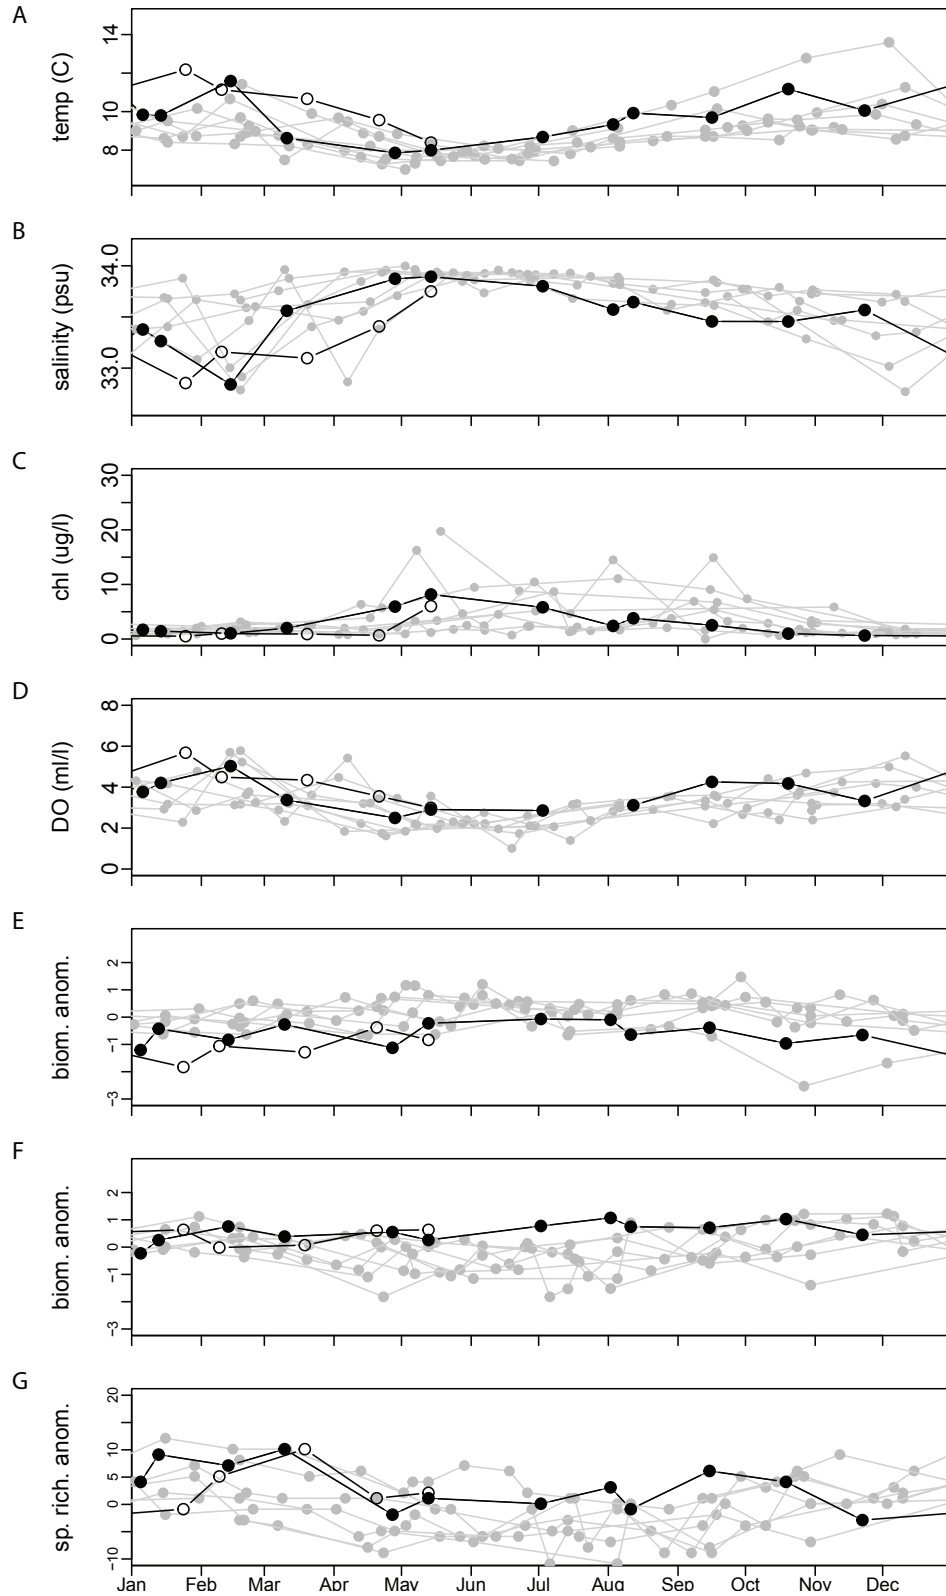 A
temp (C)
14
10
8
B
salinity (psu)
34.0
33.0
C
chl (ug/l)
30
20
10
0
D
DO (ml/l)
8
6
4
2
0
E
biom. anom.
2
1
0
−1
−3
F
biom. anom.
2
1
0
−1
−3
G
sp. rich. anom.
20
10
5
0
−10
Jan Feb Mar Apr May Jun Jul Aug Sep Oct Nov Dec